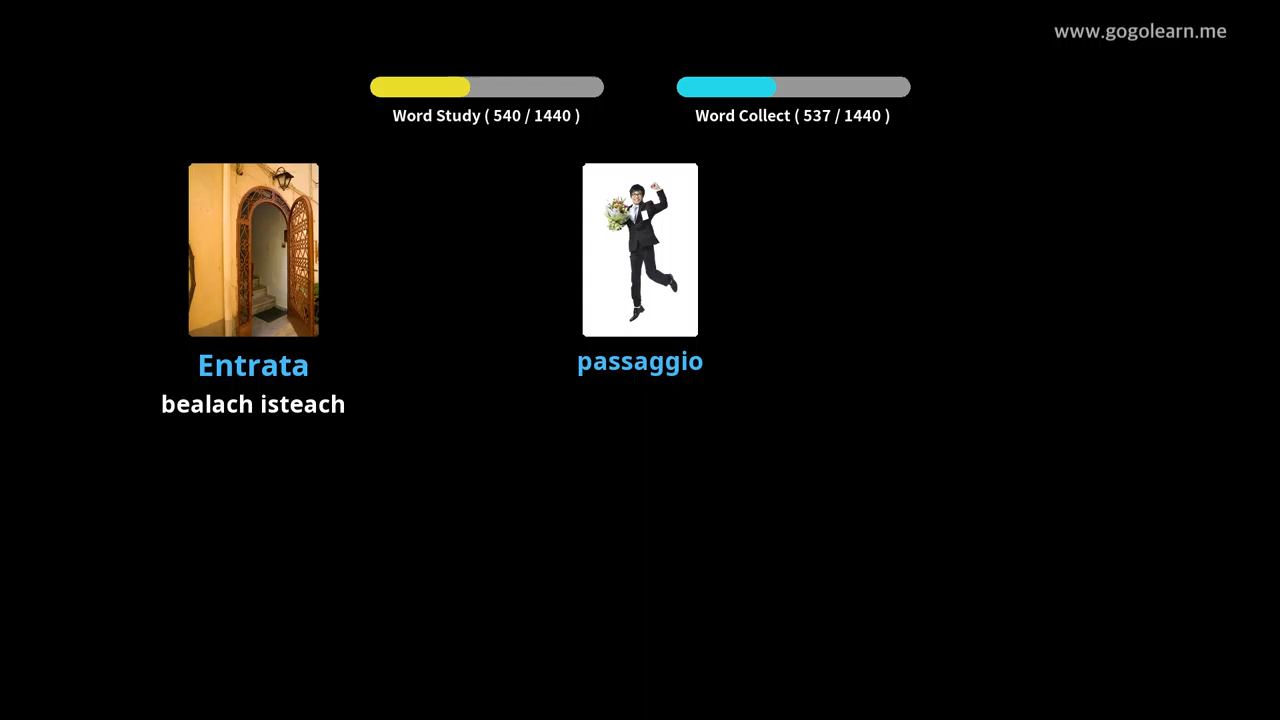 www.gogolearn.me
Word Study ( 540 / 1440 )
Word Collect ( 537 / 1440 )
Entrata
bealach isteach
passaggio